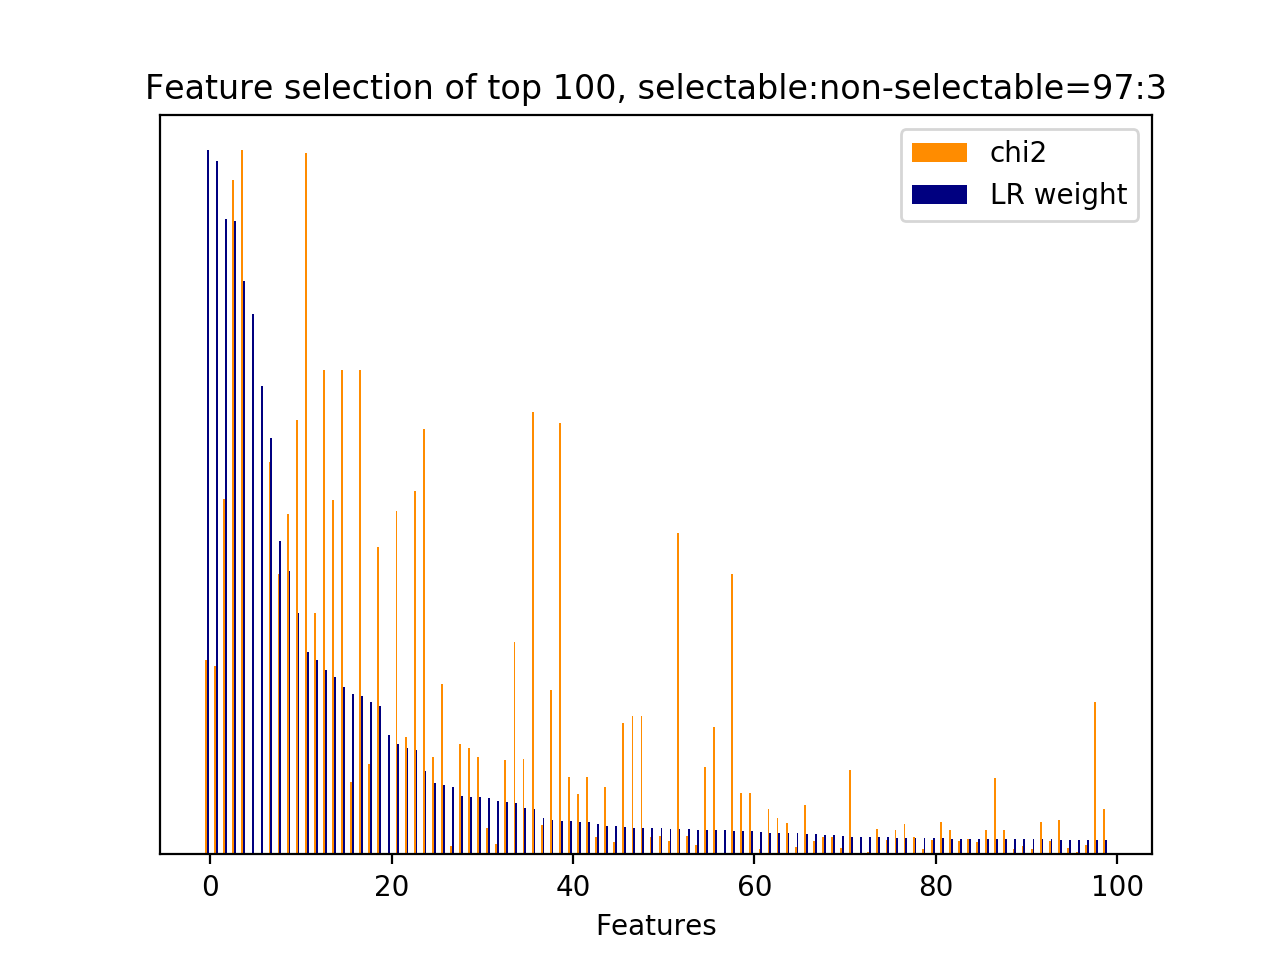 Feature selection of top 100, selectable:non-selectable=97:3
chi2
LR weight
0 20 40 60 80 100
Features